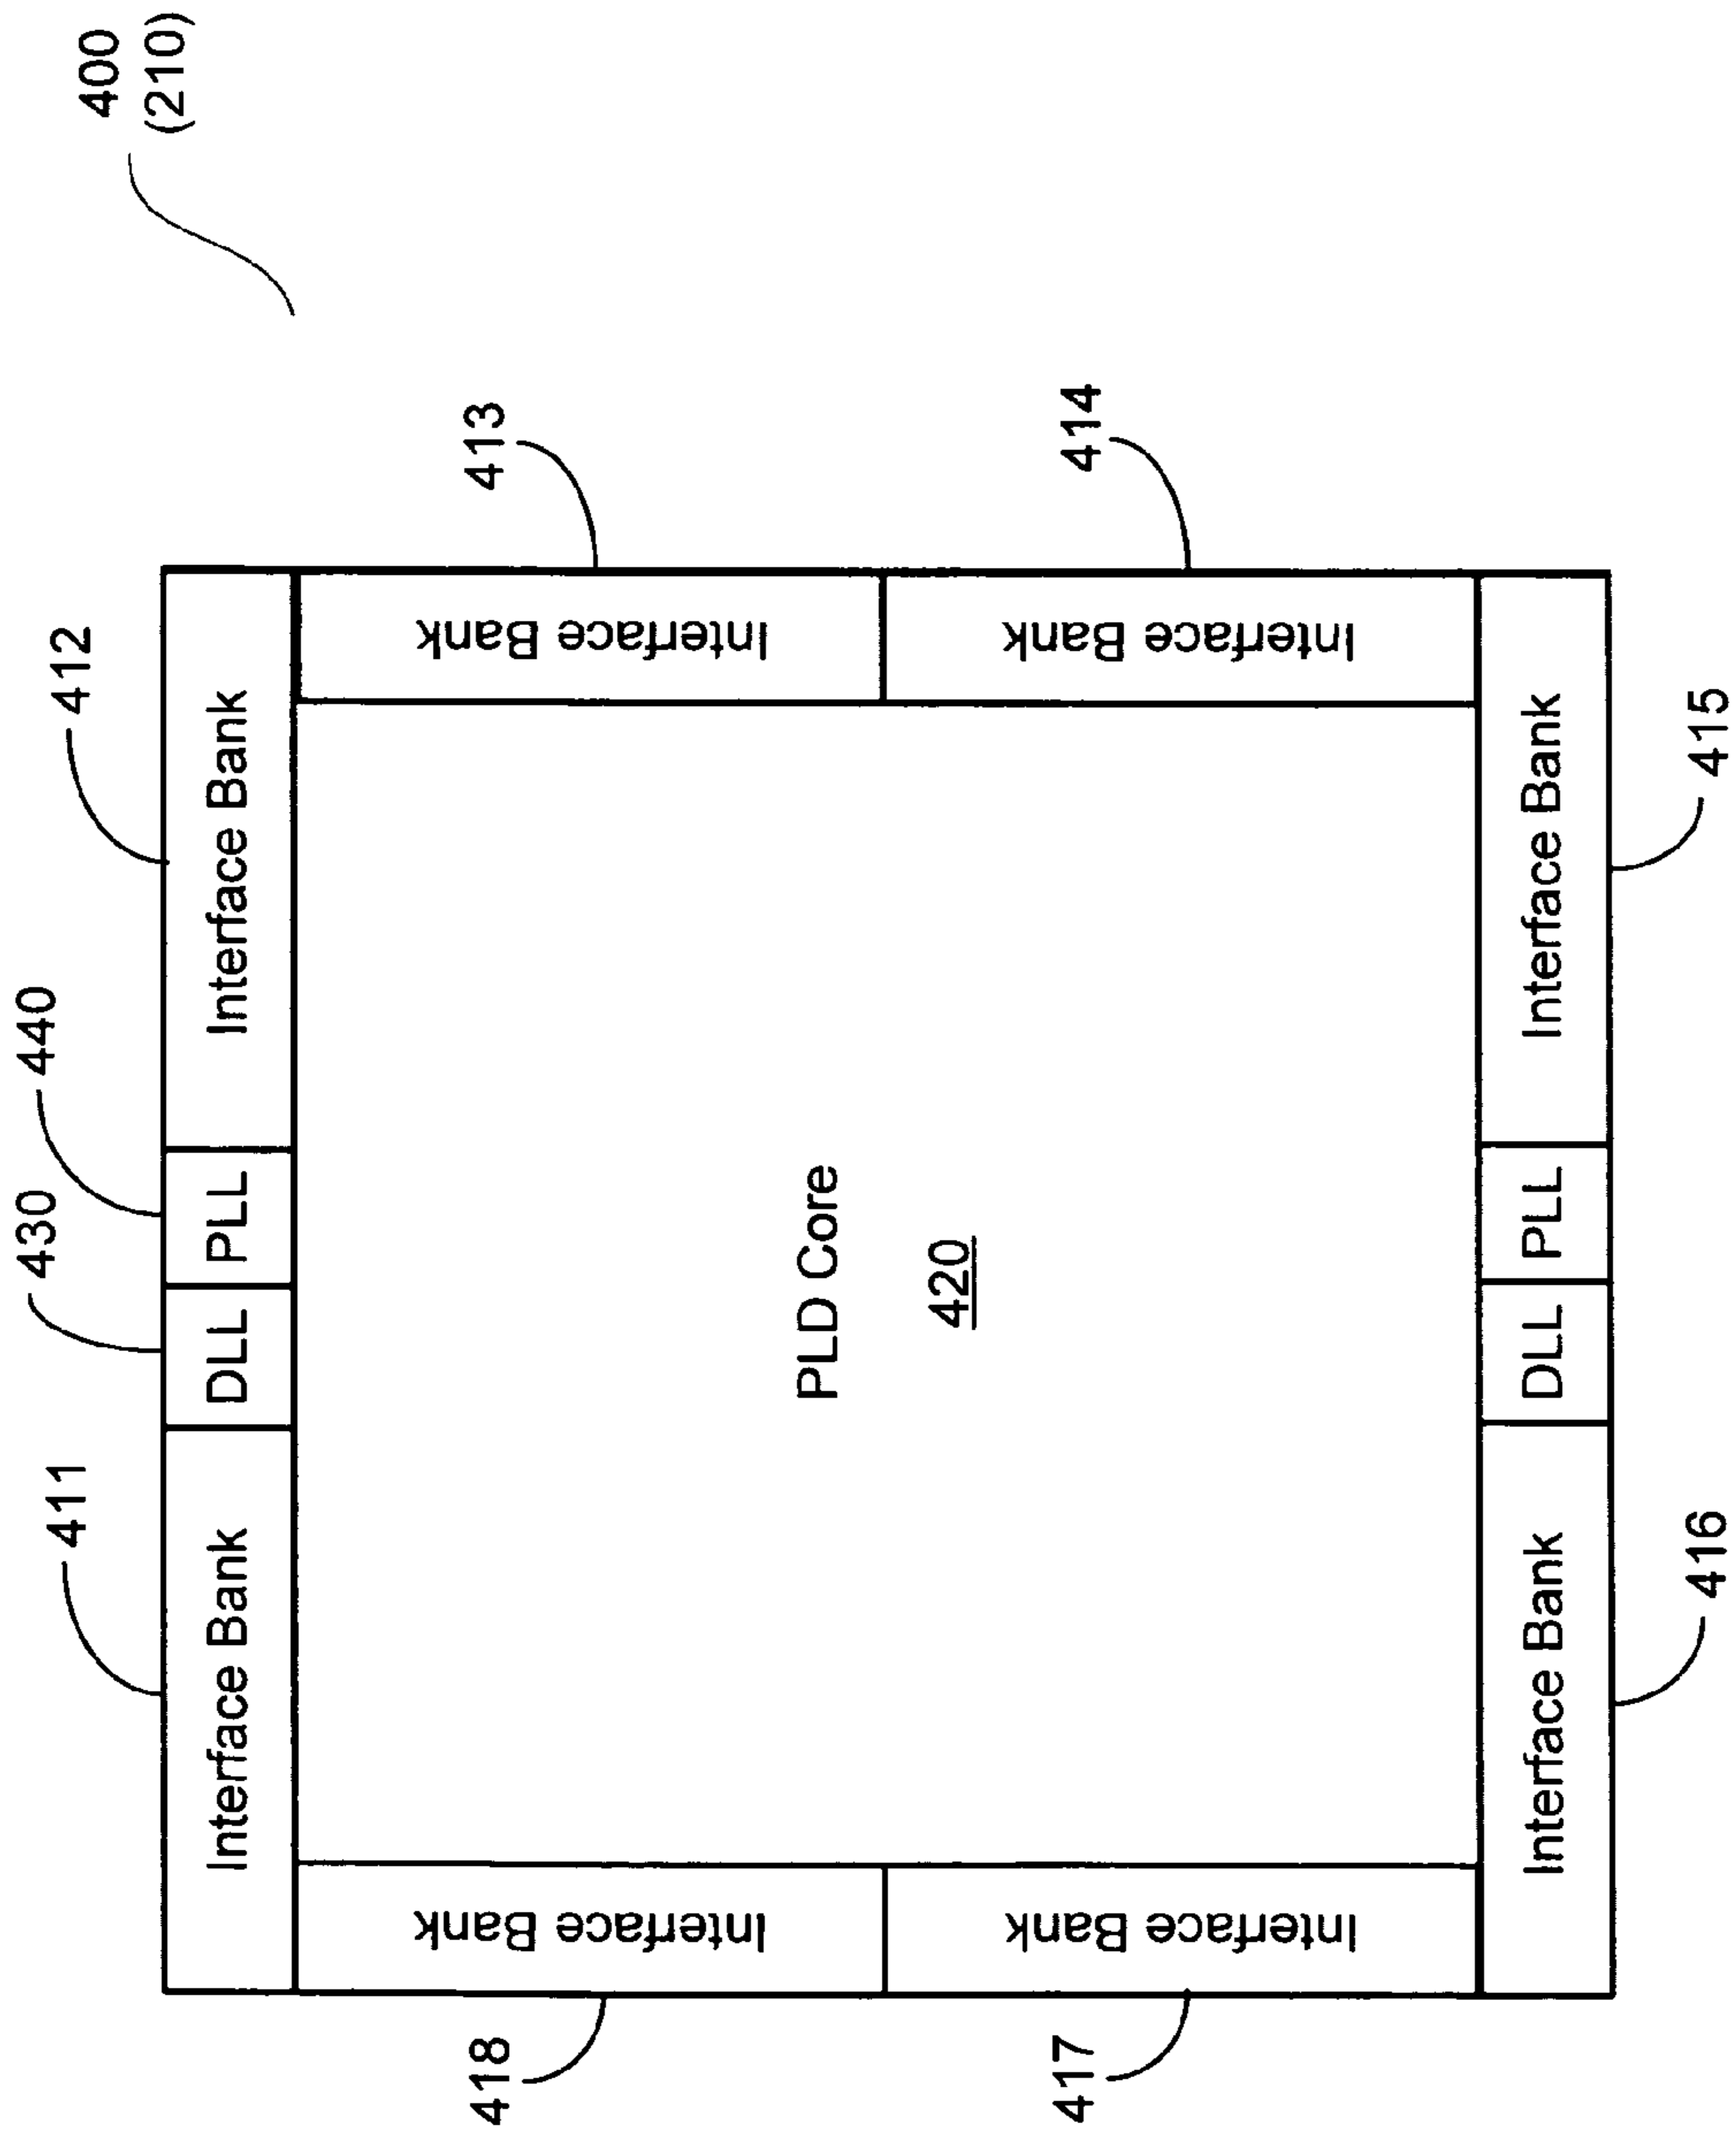 400
(210)
411
430
440
412
Interface Bank
DLL
PLL
Interface Bank
418
Interface Bank
Interface Bank
413
PLD Core
420
417
Interface Bank
Interface Bank
414
Interface Bank
DLL
PLL
Interface Bank
416
415